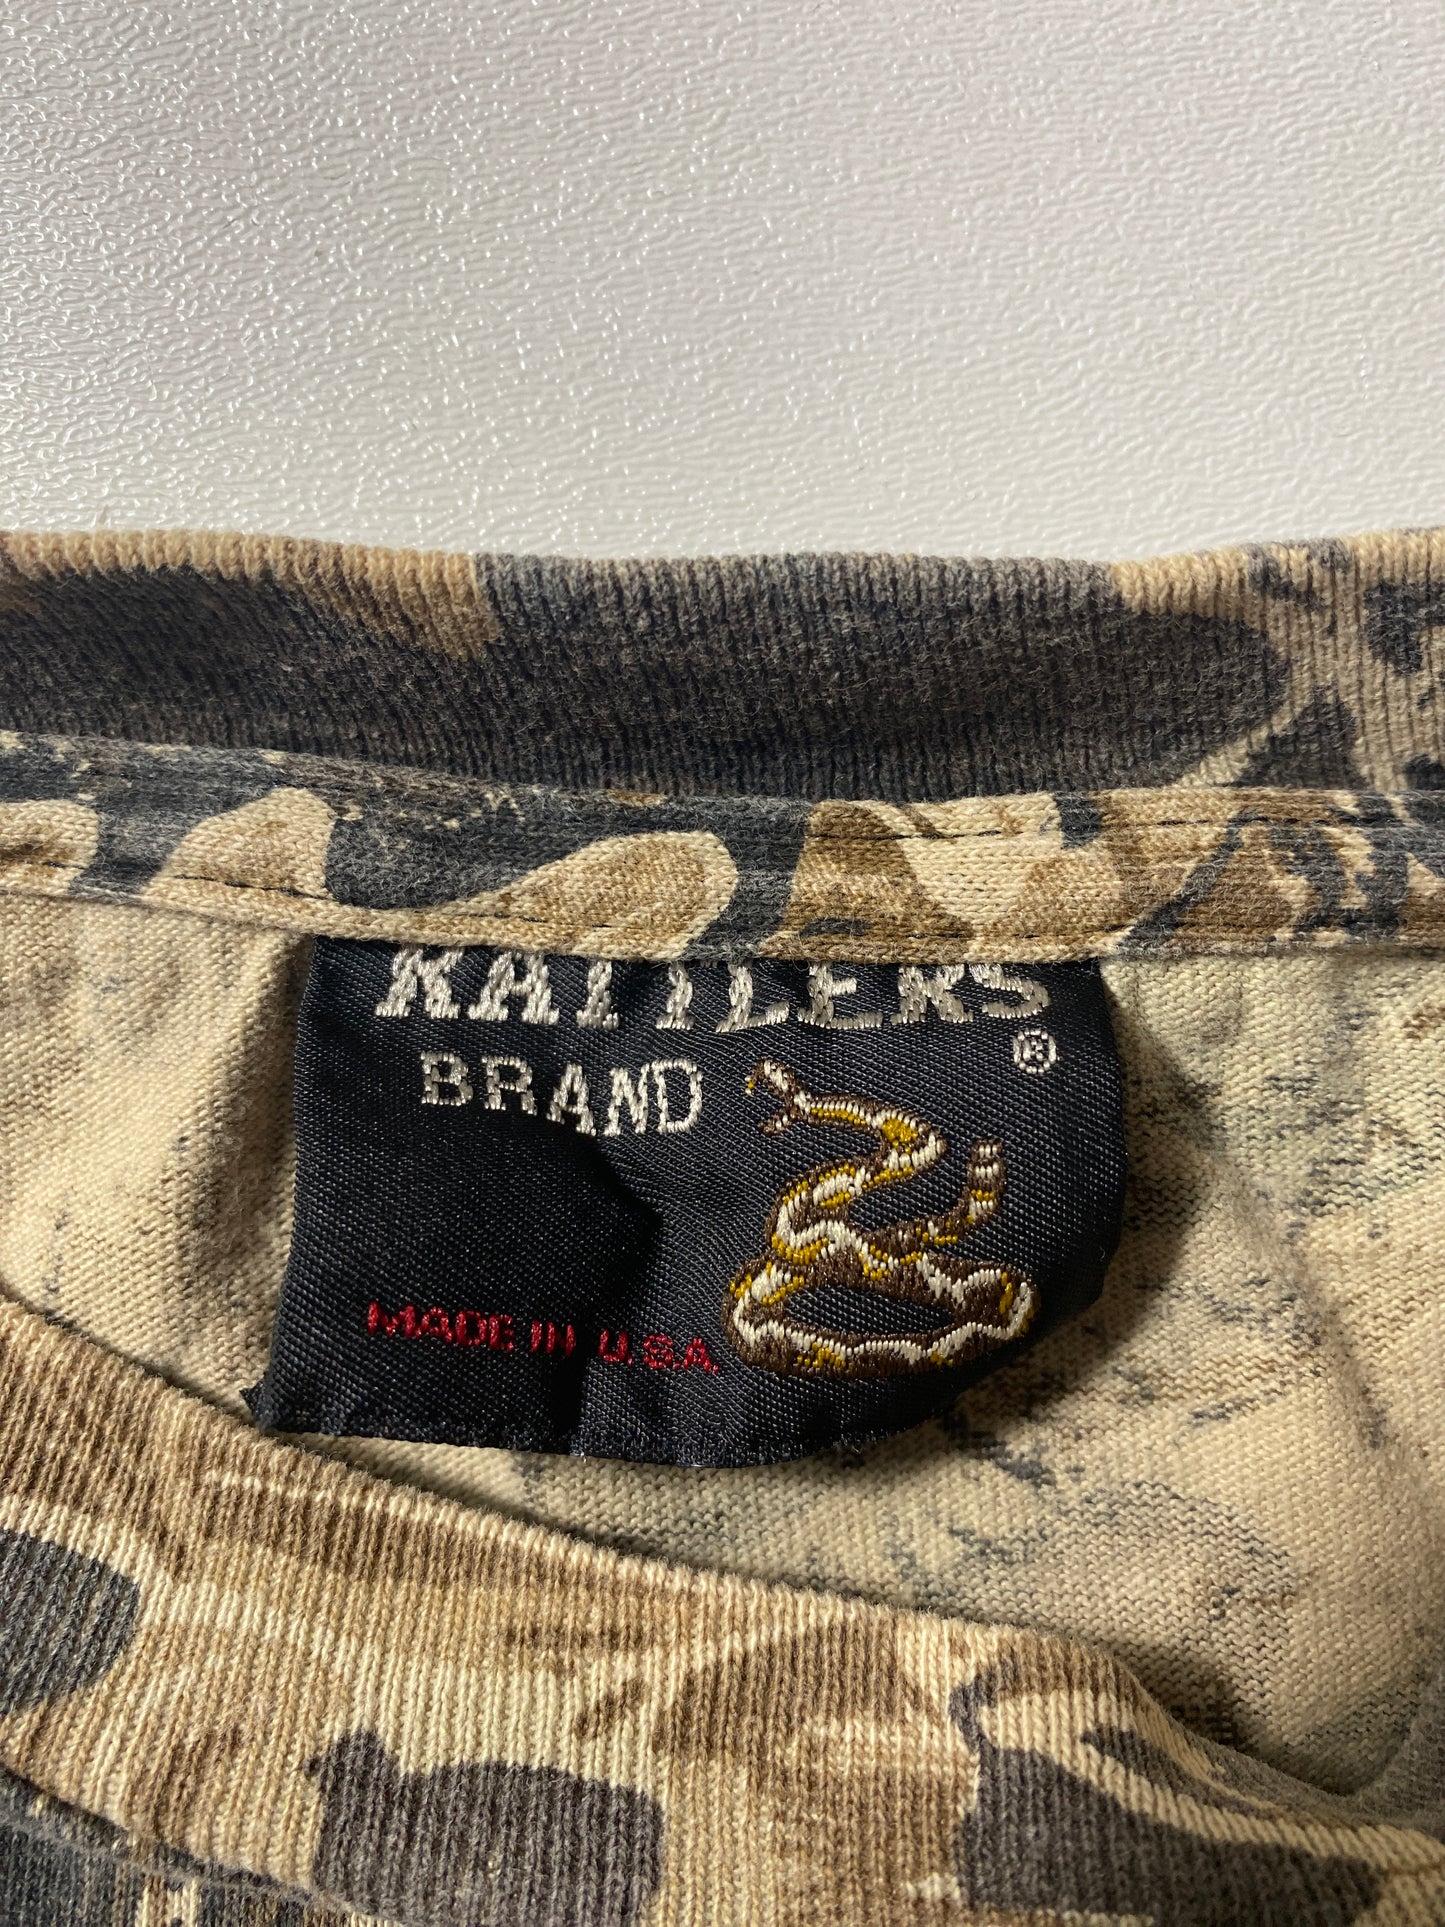 RATTLERS
BRAND ®
MADE IN U.S.A.